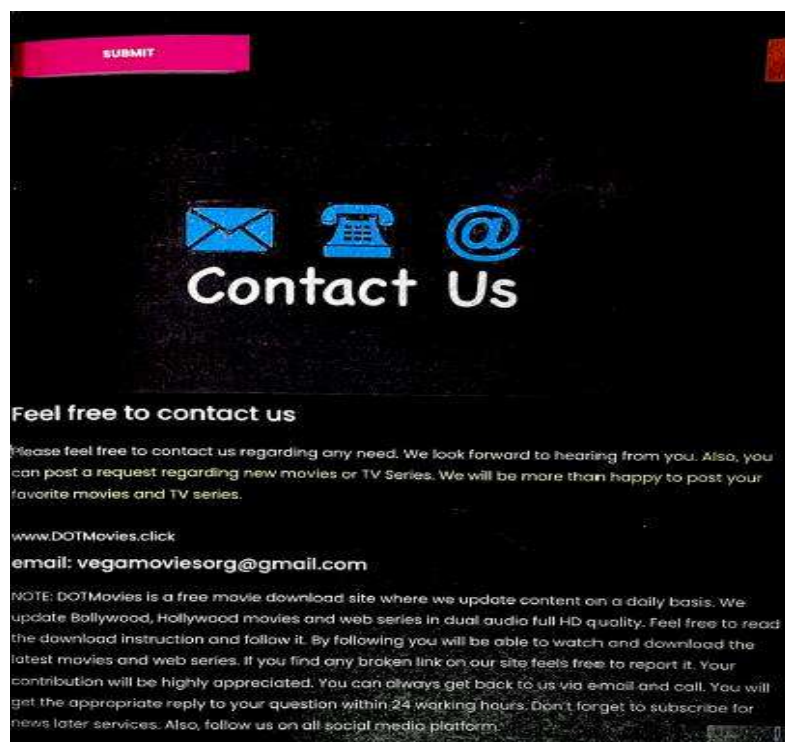 SUBMIT
Contact Us
Feel free to contact us
Please feel free to contact us regarding any need. We look forward to hearing from you. Also, you
can post a request regarding new movies or TV Series. We will be more than happy to post your
favorite movies and TV series.
www.DOTMovies.click
email: vegamoviesorg@gmail.com
NOTE: DOTMovies is a free movie download site where we update content on a daily basis. We
update Bollywood, Hollywood movies and web series in dual audio full HD quality. Feel free to read
the download instruction and follow it. By following you will be able to watch and download the
latest movies and web series. If you find any broken link on our site feels free to report it. Your
contribution will be highly appreciated. You can always get back to us via email and call. You will
get the appropriate reply to your question within 24 working hours. Don't forget to subscribe for
news later services. Also, follow us on all social media platform.